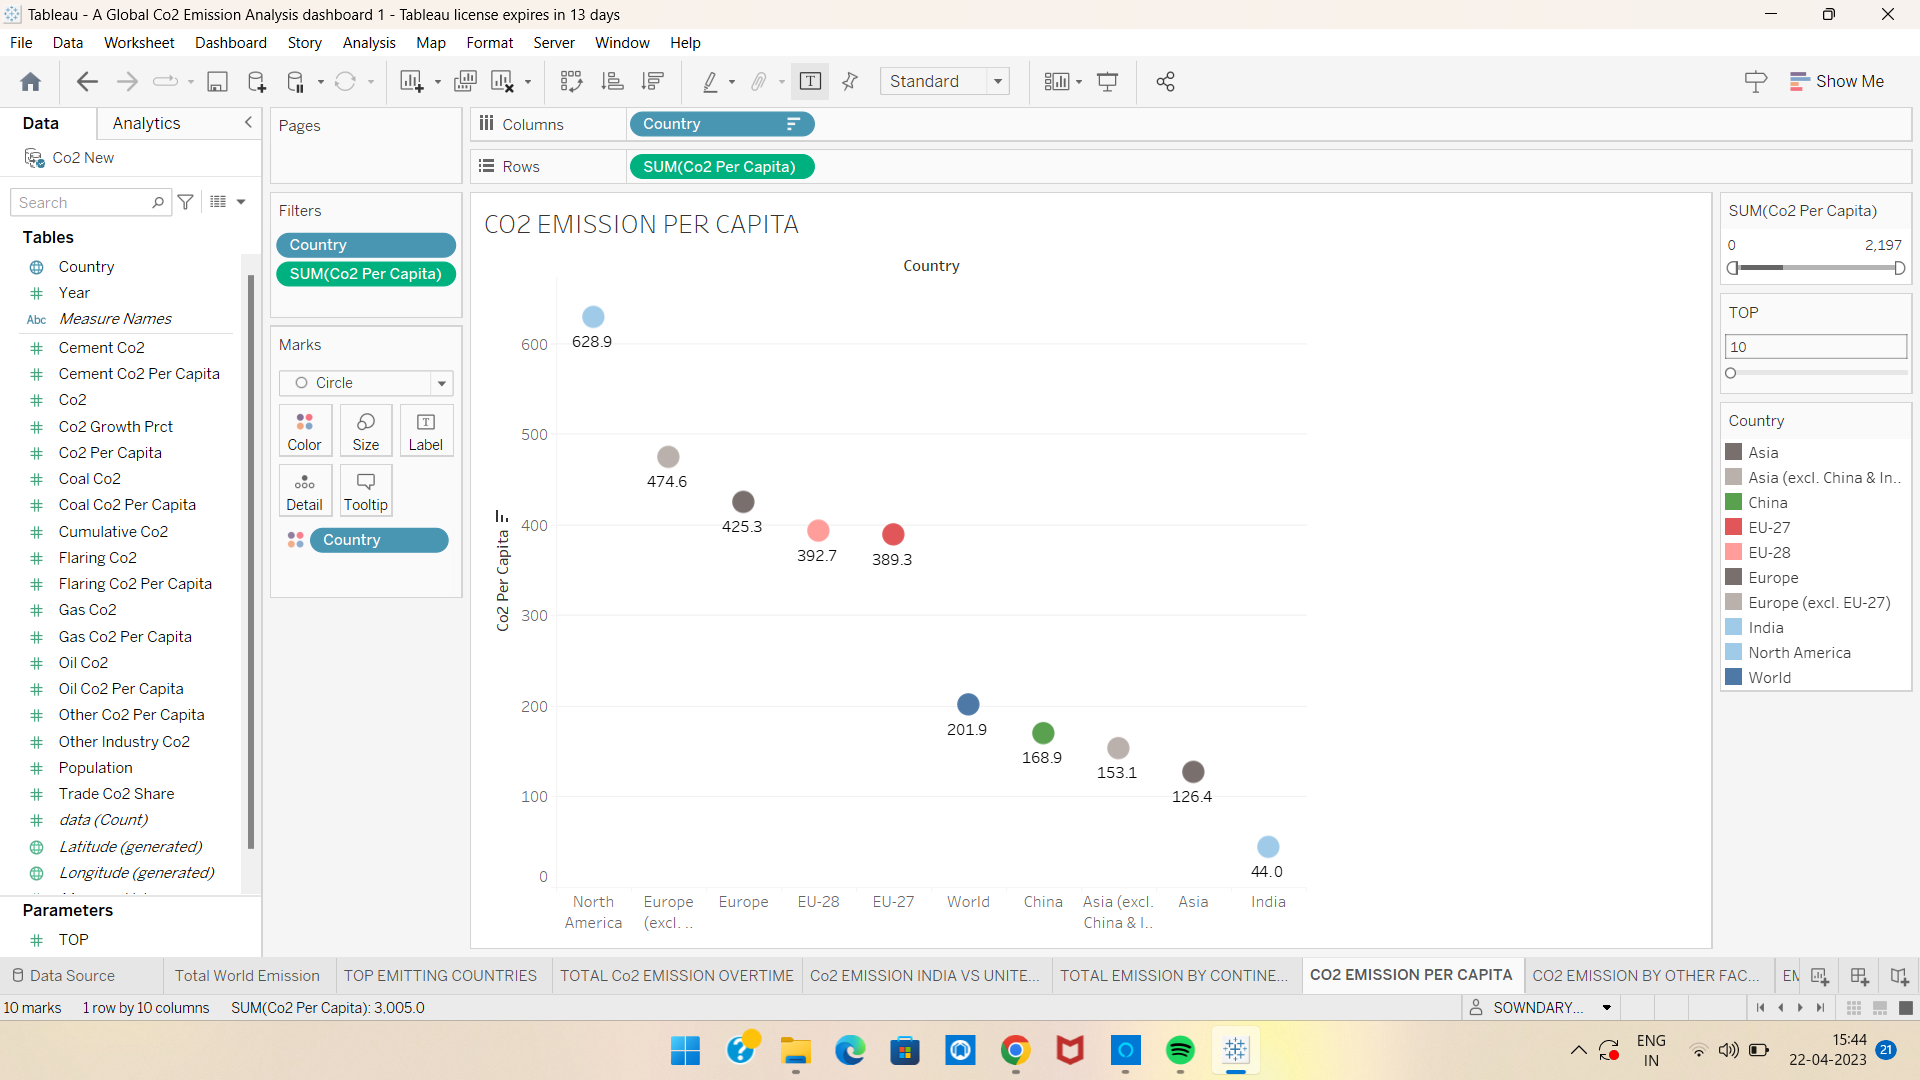 Tableau - A Global Co2 Emission Analysis dashboard 1 - Tableau license expires in 13 days
File Data Worksheet Dashboard Story Analysis Map Format Server Window Help
Standard
Show Me
Data Analytics
Co2 New
Search
Tables
Country
Year
Abc Measure Names
Cement Co2
Cement Co2 Per Capita
Co2
Co2 Growth Prct
Co2 Per Capita
Coal Co2
Coal Co2 Per Capita
Cumulative Co2
Flaring Co2
Flaring Co2 Per Capita
Gas Co2
Gas Co2 Per Capita
Oil Co2
Oil Co2 Per Capita
Other Co2 Per Capita
Other Industry Co2
Population
Trade Co2 Share
data (Count)
Latitude (generated)
Longitude (generated)
Parameters
TOP
Pages
Filters
Country
SUM(Co2 Per Capita)
Marks
Circle
Color Size Label
Detail Tooltip
Country
Columns Country
Rows SUM(Co2 Per Capita)
CO2 EMISSION PER CAPITA
Country
Co2 Per Capita
600
500
400
300
200
100
0
628.9
474.6
425.3
392.7
389.3
201.9
168.9
153.1
126.4
44.0
North America
Europe (excl. ..
Europe
EU-28
EU-27
World
China
Asia (excl. China & I..
Asia
India
SUM(Co2 Per Capita)
0 2,197
TOP
10
Country
Asia
Asia (excl. China & In..
China
EU-27
EU-28
Europe
Europe (excl. EU-27)
India
North America
World
Data Source Total World Emission TOP EMITTING COUNTRIES TOTAL Co2 EMISSION OVERTIME Co2 EMISSION INDIA VS UNITE... TOTAL EMISSION BY CONTINE... CO2 EMISSION PER CAPITA CO2 EMISSION BY OTHER FAC... EM
10 marks 1 row by 10 columns SUM(Co2 Per Capita): 3,005.0
SOWNDARY...
ENG
IN
15:44
22-04-2023
21